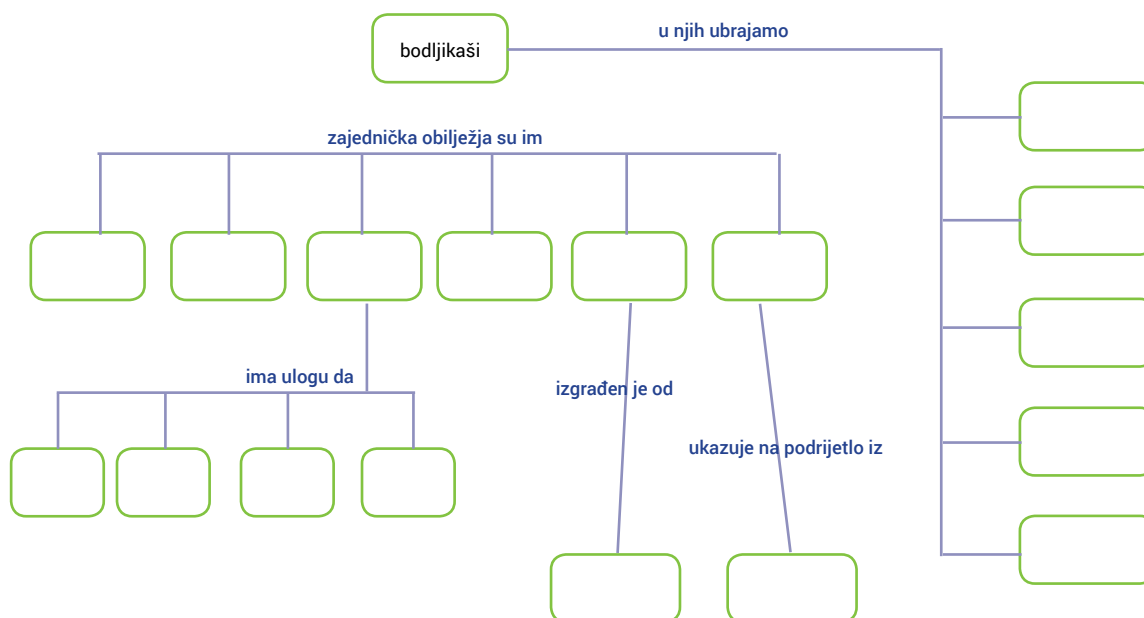 u njih ubrajamo
bodljikaši
zajednička obilježja su im
ima ulogu da
izgrađen je od
ukazuje na podrijetlo iz